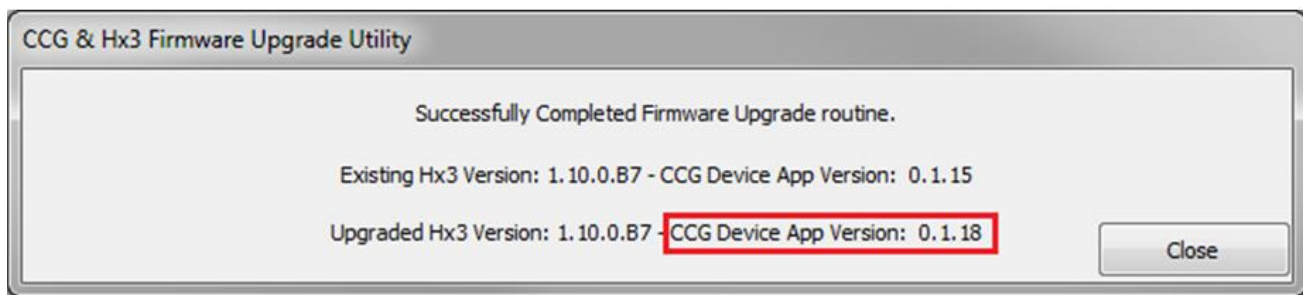 CCG & Hx3 Firmware Upgrade Utility
Successfully Completed Firmware Upgrade routine.
Existing Hx3 Version: 1.10.0.B7 - CCG Device App Version: 0.1.15
Upgraded Hx3 Version: 1.10.0.B7 - CCG Device App Version: 0.1.18
Close